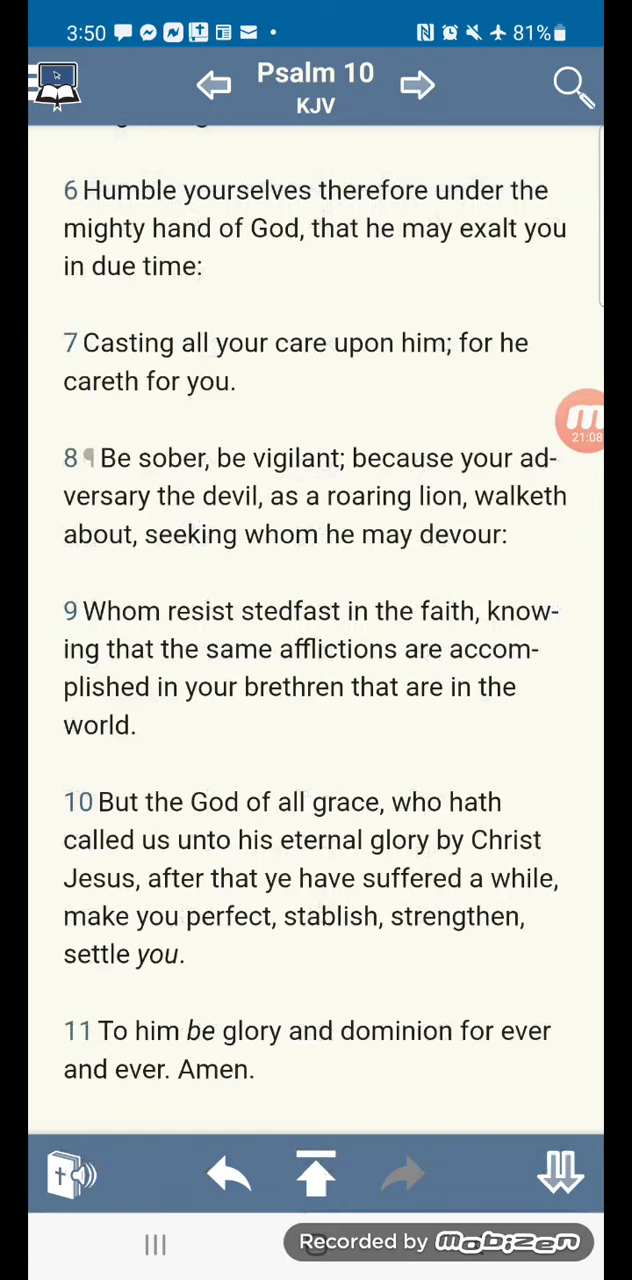 3:50 81%
Psalm 10
KJV
6 Humble yourselves therefore under the
mighty hand of God, that he may exalt you
in due time:
7 Casting all your care upon him; for he
careth for you.
21:08
8 ¶ Be sober, be vigilant; because your ad-
versary the devil, as a roaring lion, walketh
about, seeking whom he may devour:
9 Whom resist stedfast in the faith, know-
ing that the same afflictions are accom-
plished in your brethren that are in the
world.
10 But the God of all grace, who hath
called us unto his eternal glory by Christ
Jesus, after that ye have suffered a while,
make you perfect, stablish, strengthen,
settle you.
11 To him be glory and dominion for ever
and ever. Amen.
Recorded by mobizen